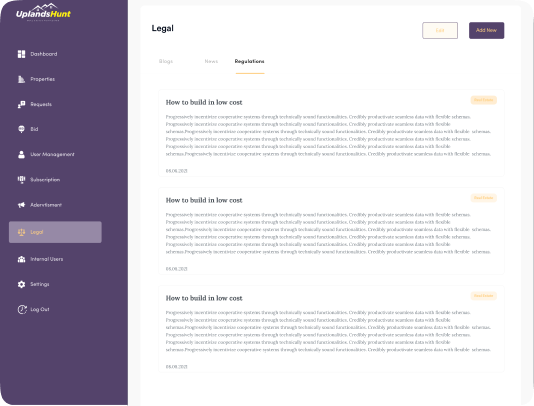 UplandsHunt
Dashboard
Properties
Requests
Bid
User Management
Subscription
Advertisment
Legal
Internal Users
Settings
Log Out
Legal
Edit
Add New
Blogs
News
Regulations
How to build in low cost
Progressively incentivize cooperative systems through technically sound functionalities. Credibly productivate seamless data with flexible schemas.
Progressively incentivize cooperative systems through technically sound functionalities. Credibly productivate seamless data with flexible
schemas.Progressively incentivize cooperative systems through technically sound functionalities. Credibly productivate seamless data with flexible schemas.
Progressively incentivize cooperative systems through technically sound functionalities. Credibly productivate seamless data with flexible schemas.
Progressively incentivize cooperative systems through technically sound functionalities. Credibly productivate seamless data with flexible
schemas.Progressively incentivize cooperative systems through technically sound functionalities. Credibly productivate seamless data with flexible schemas.
06.06.2021
How to build in low cost
Progressively incentivize cooperative systems through technically sound functionalities. Credibly productivate seamless data with flexible schemas.
Progressively incentivize cooperative systems through technically sound functionalities. Credibly productivate seamless data with flexible
schemas.Progressively incentivize cooperative systems through technically sound functionalities. Credibly productivate seamless data with flexible schemas.
Progressively incentivize cooperative systems through technically sound functionalities. Credibly productivate seamless data with flexible schemas.
Progressively incentivize cooperative systems through technically sound functionalities. Credibly productivate seamless data with flexible
schemas.Progressively incentivize cooperative systems through technically sound functionalities. Credibly productivate seamless data with flexible schemas.
06.06.2021
How to build in low cost
Progressively incentivize cooperative systems through technically sound functionalities. Credibly productivate seamless data with flexible schemas.
Progressively incentivize cooperative systems through technically sound functionalities. Credibly productivate seamless data with flexible
schemas.Progressively incentivize cooperative systems through technically sound functionalities. Credibly productivate seamless data with flexible schemas.
Progressively incentivize cooperative systems through technically sound functionalities. Credibly productivate seamless data with flexible schemas.
Progressively incentivize cooperative systems through technically sound functionalities. Credibly productivate seamless data with flexible
schemas.Progressively incentivize cooperative systems through technically sound functionalities. Credibly productivate seamless data with flexible schemas.
06.06.2021